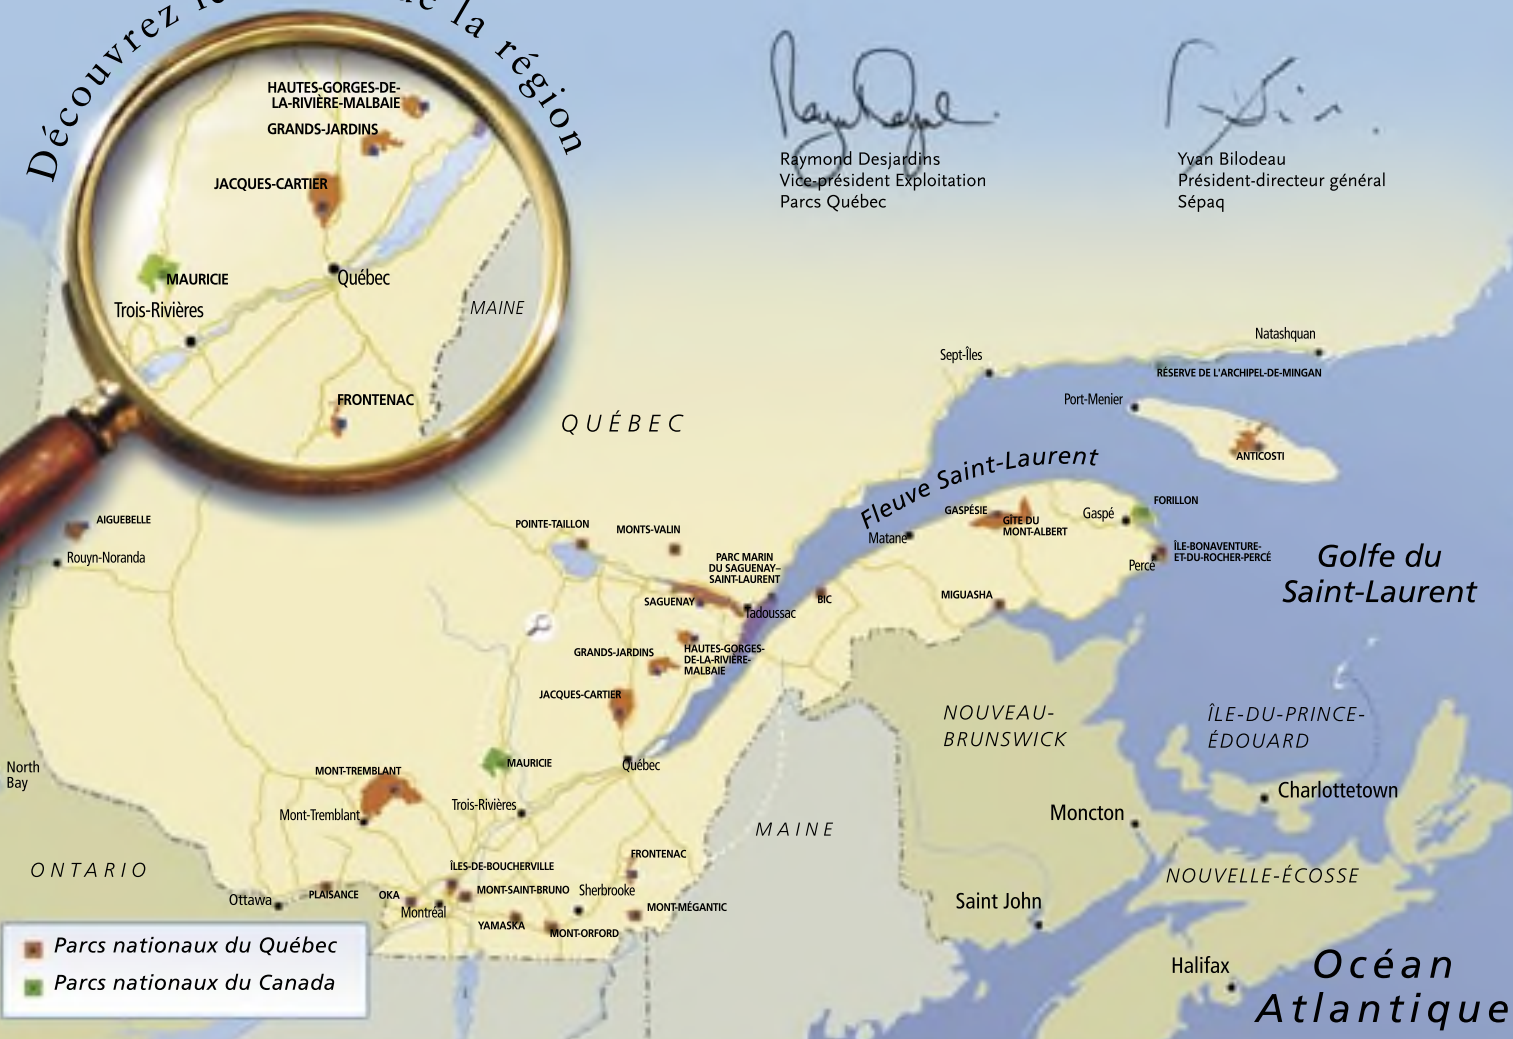 Découvrez
de la région
HAUTES-GORGES-DE-
LA-RIVIÈRE-MALBAIE
GRANDS-JARDINS
JACQUES-CARTIER
MAURICIE
Québec
Trois-Rivières
MAINE
FRONTENAC
Raymond Desjardins
Vice-président Exploitation
Parcs Québec
Yvan Bilodeau
Président-directeur général
Sépaq
Natashquan
Sept-Îles
RÉSERVE DE L'ARCHIPEL-DE-MINGAN
Port-Menier
QUÉBEC
ANTICOSTI
Fleuve Saint-Laurent
FORILLON
GASPÉSIE
GÎTE DU
MONT-ALBERT
Gaspé
AIGUEBELLE
Rouyn-Noranda
POINTE-TAILLON
MONTS-VALIN
Matane
ÎLE-BONAVENTURE-
ET-DU-ROCHER-PERCÉ
Percé
Golfe du
Saint-Laurent
PARC MARIN
DU SAGUENAY–
SAINT-LAURENT
SAGUENAY
Tadoussac
BIC
MIGUASHA
GRANDS-JARDINS
HAUTES-GORGES-
DE-LA-RIVIÈRE-
MALBAIE
JACQUES-CARTIER
NOUVEAU-
BRUNSWICK
ÎLE-DU-PRINCE-
ÉDOUARD
North
Bay
MONT-TREMBLANT
MAURICIE
Québec
Mont-Tremblant
Trois-Rivières
Charlottetown
Moncton
MAINE
ONTARIO
FRONTENAC
ÎLES-DE-BOUCHERVILLE
NOUVELLE-ÉCOSSE
Ottawa
PLAISANCE
OKA
MONT-SAINT-BRUNO
Sherbrooke
Montréal
MONT-MÉGANTIC
YAMASKA
MONT-ORFORD
Saint John
Parcs nationaux du Québec
Parcs nationaux du Canada
Halifax
Océan
Atlantique